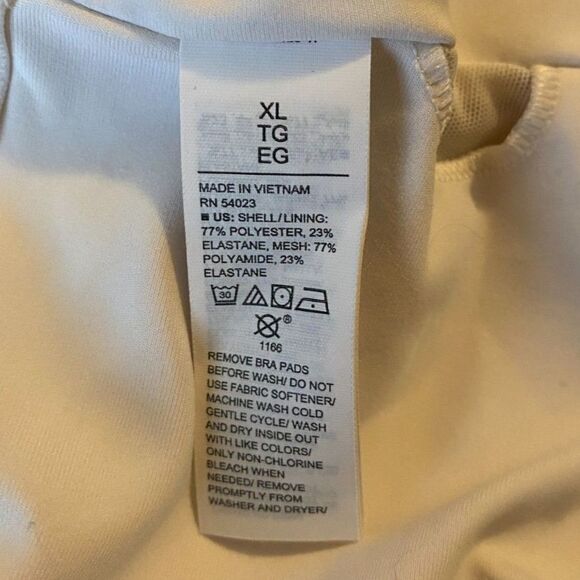 XL
TG
EG
MADE IN VIETNAM
RN 54023
■ US: SHELL/LINING:
77% POLYESTER, 23%
ELASTANE, MESH: 77%
POLYAMIDE, 23%
ELASTANE
30
®
1166
REMOVE BRA PADS
BEFORE WASH/ DO NOT
USE FABRIC SOFTENER/
MACHINE WASH COLD
GENTLE CYCLE/ WASH
AND DRY INSIDE OUT
WITH LIKE COLORS/
ONLY NON-CHLORINE
BLEACH WHEN
NEEDED/ REMOVE
PROMPTLY FROM
WASHER AND DRYER/